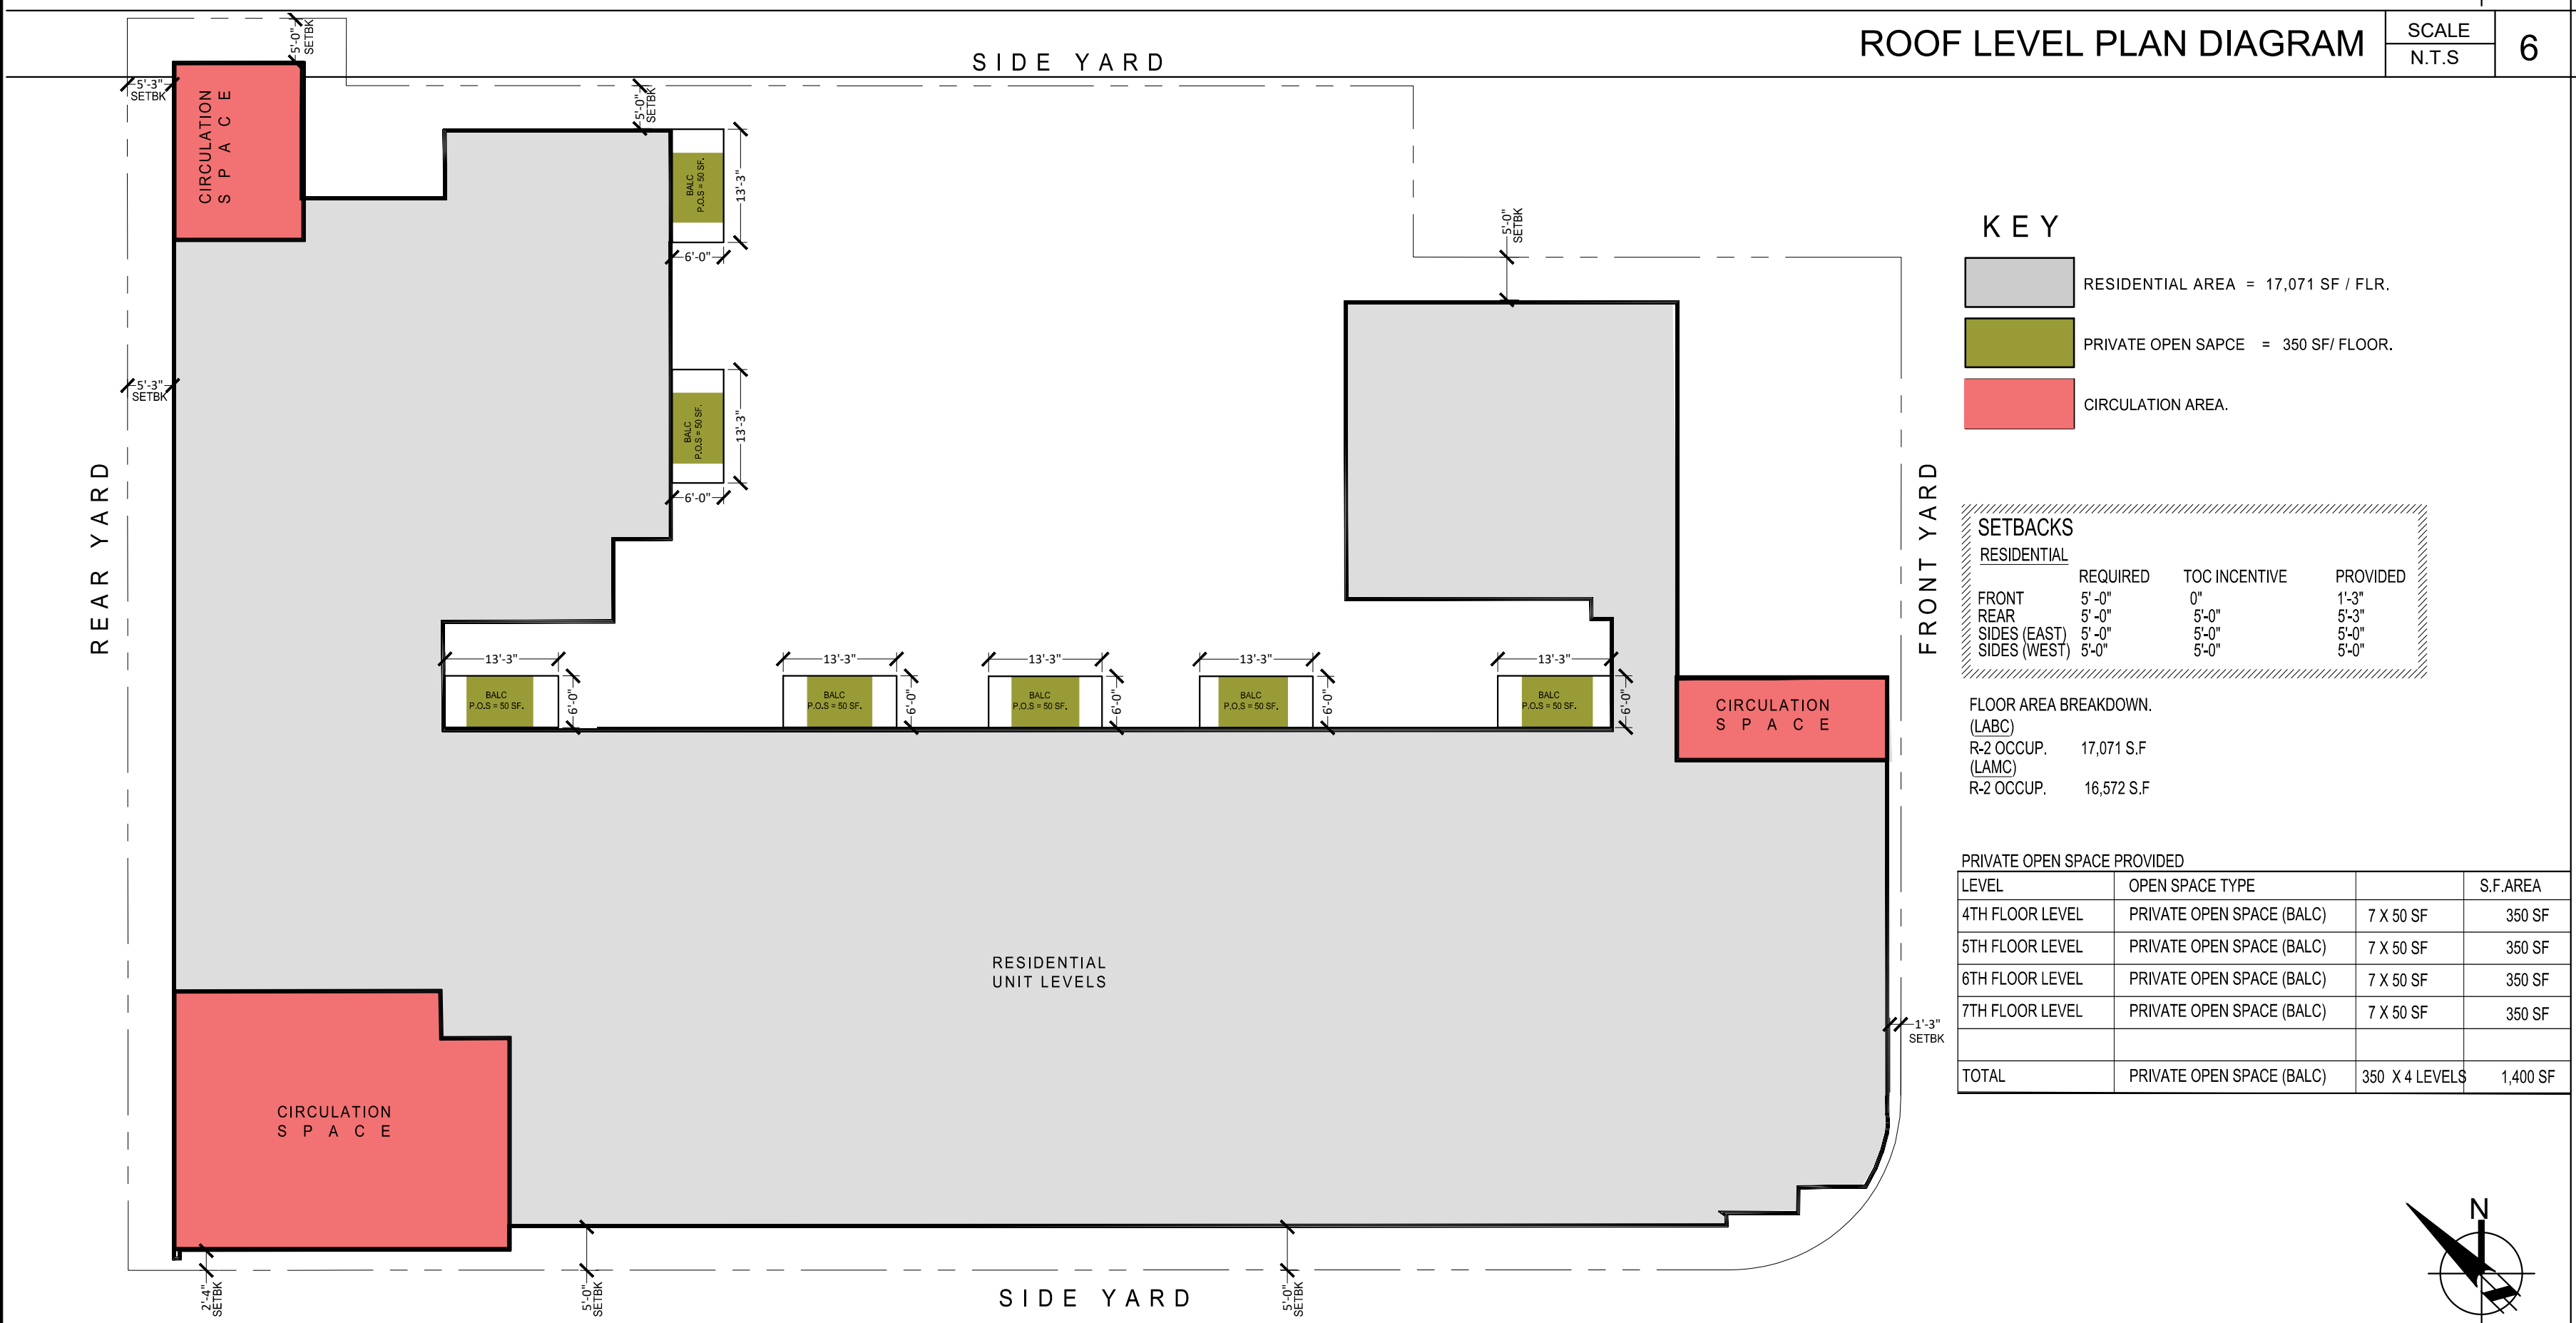 ROOF LEVEL PLAN DIAGRAM
SCALE
N.T.S
6
SIDE YARD
5'-0"
SETBK
5'-3"
SETBK
CIRCULATION
SPACE
5'-0"
SETBK
BALC
P.O.S = 50 SF.
13'-3"
6'-0"
5'-0"
SETBK
5'-3"
SETBK
BALC
P.O.S = 50 SF.
13'-3"
6'-0"
REAR YARD
FRONT YARD
13'-3"
13'-3"
13'-3"
13'-3"
13'-3"
BALC
P.O.S = 50 SF.
6'-0"
BALC
P.O.S = 50 SF.
6'-0"
BALC
P.O.S = 50 SF.
6'-0"
BALC
P.O.S = 50 SF.
6'-0"
BALC
P.O.S = 50 SF.
6'-0"
CIRCULATION
SPACE
RESIDENTIAL
UNIT LEVELS
1'-3"
SETBK
CIRCULATION
SPACE
2'-4"
SETBK
5'-0"
SETBK
5'-0"
SETBK
SIDE YARD
KEY
RESIDENTIAL AREA = 17,071 SF / FLR.
PRIVATE OPEN SAPCE = 350 SF/ FLOOR.
CIRCULATION AREA.
SETBACKS
RESIDENTIAL
REQUIRED TOC INCENTIVE PROVIDED
FRONT 5' -0" 0" 1'-3"
REAR 5' -0" 5'-0" 5'-3"
SIDES (EAST) 5' -0" 5'-0" 5'-0"
SIDES (WEST) 5'-0" 5'-0" 5'-0"
FLOOR AREA BREAKDOWN.
(LABC)
R-2 OCCUP. 17,071 S.F
(LAMC)
R-2 OCCUP. 16,572 S.F
PRIVATE OPEN SPACE PROVIDED
LEVEL OPEN SPACE TYPE S.F.AREA
4TH FLOOR LEVEL PRIVATE OPEN SPACE (BALC) 7 X 50 SF 350 SF
5TH FLOOR LEVEL PRIVATE OPEN SPACE (BALC) 7 X 50 SF 350 SF
6TH FLOOR LEVEL PRIVATE OPEN SPACE (BALC) 7 X 50 SF 350 SF
7TH FLOOR LEVEL PRIVATE OPEN SPACE (BALC) 7 X 50 SF 350 SF
TOTAL PRIVATE OPEN SPACE (BALC) 350 X 4 LEVELS 1,400 SF
N